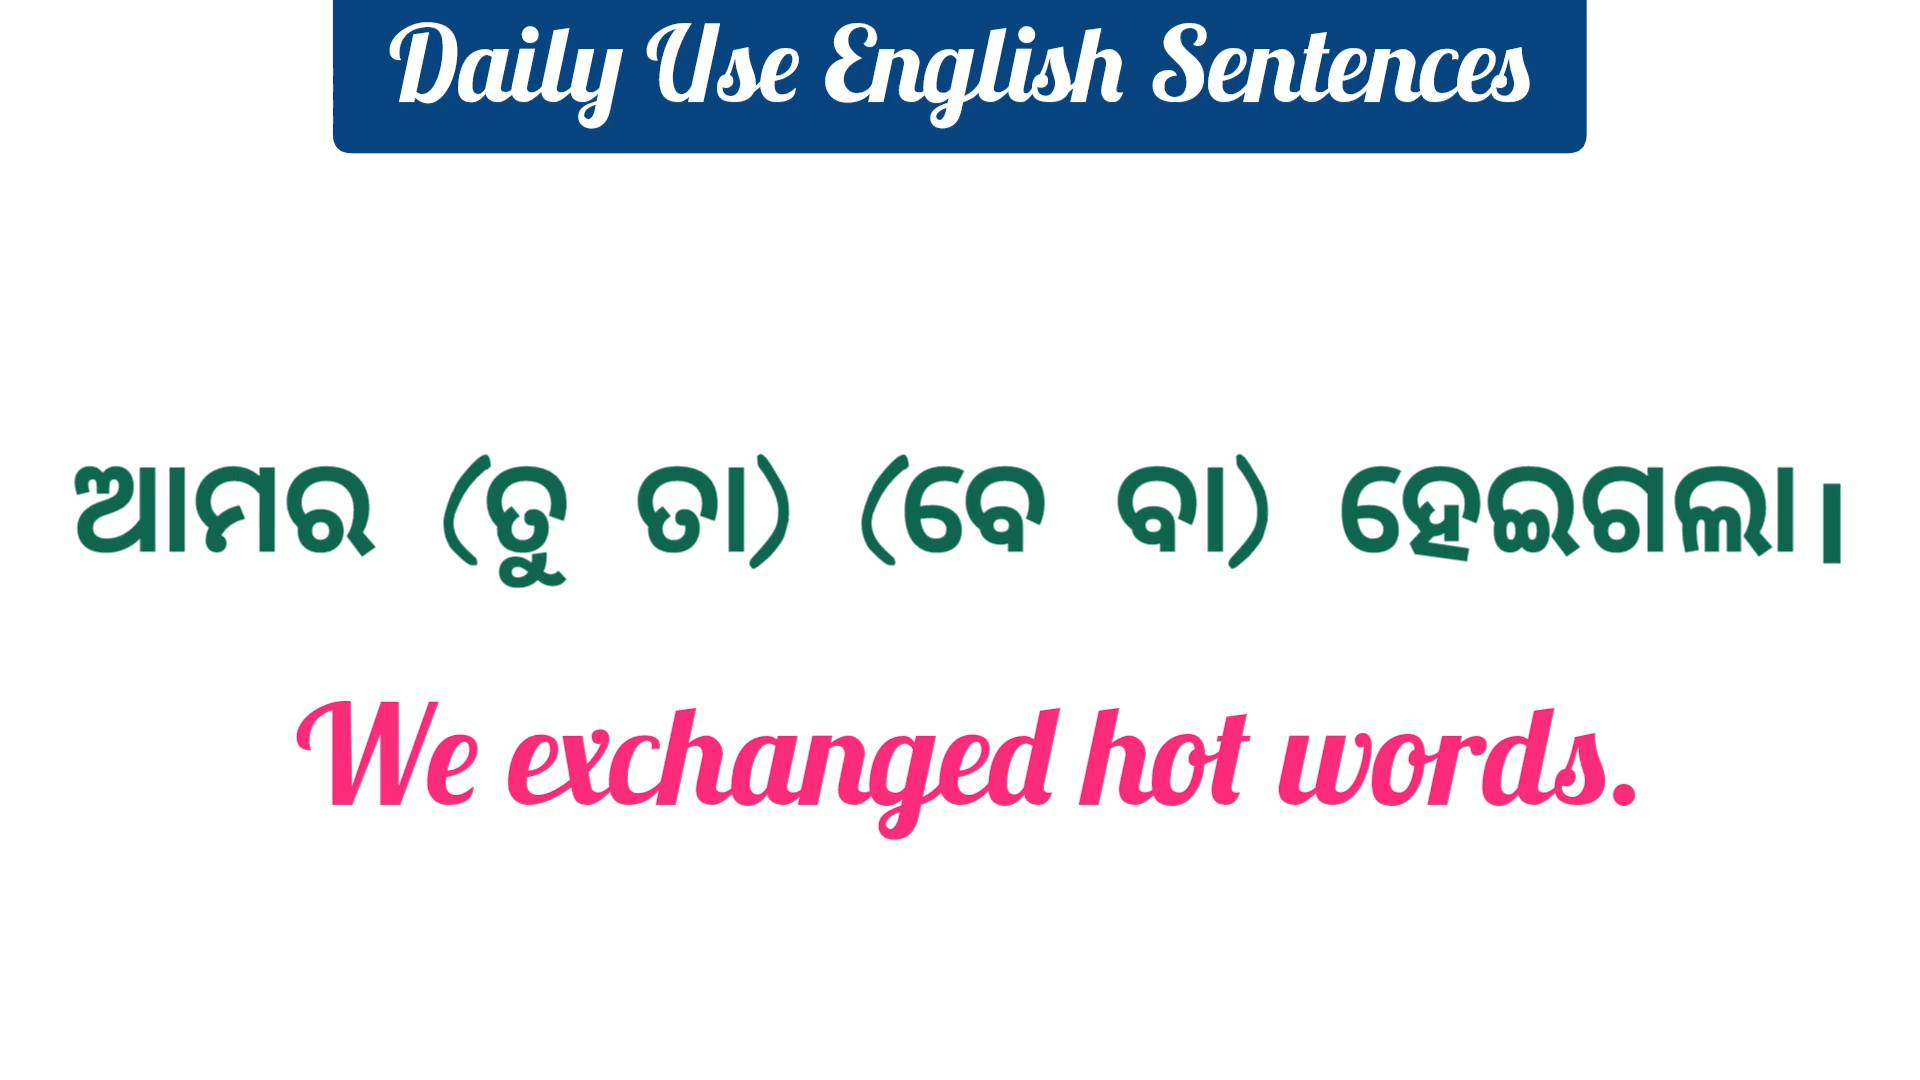 Daily Use English Sentences
ଆମର (ତୁ ତା) (ବେ ବା) ହେଇଗଲା।
We exchanged hot words.